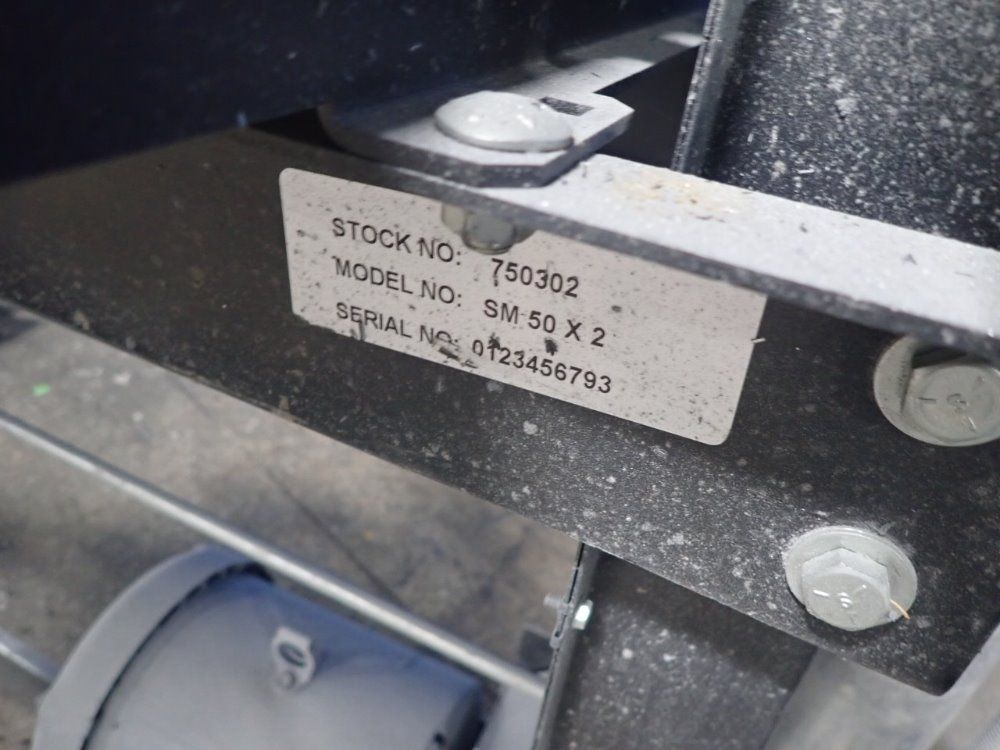 STOCK NO: 750302
MODEL NO: SM 50 X 2
SERIAL NO: 0123456793